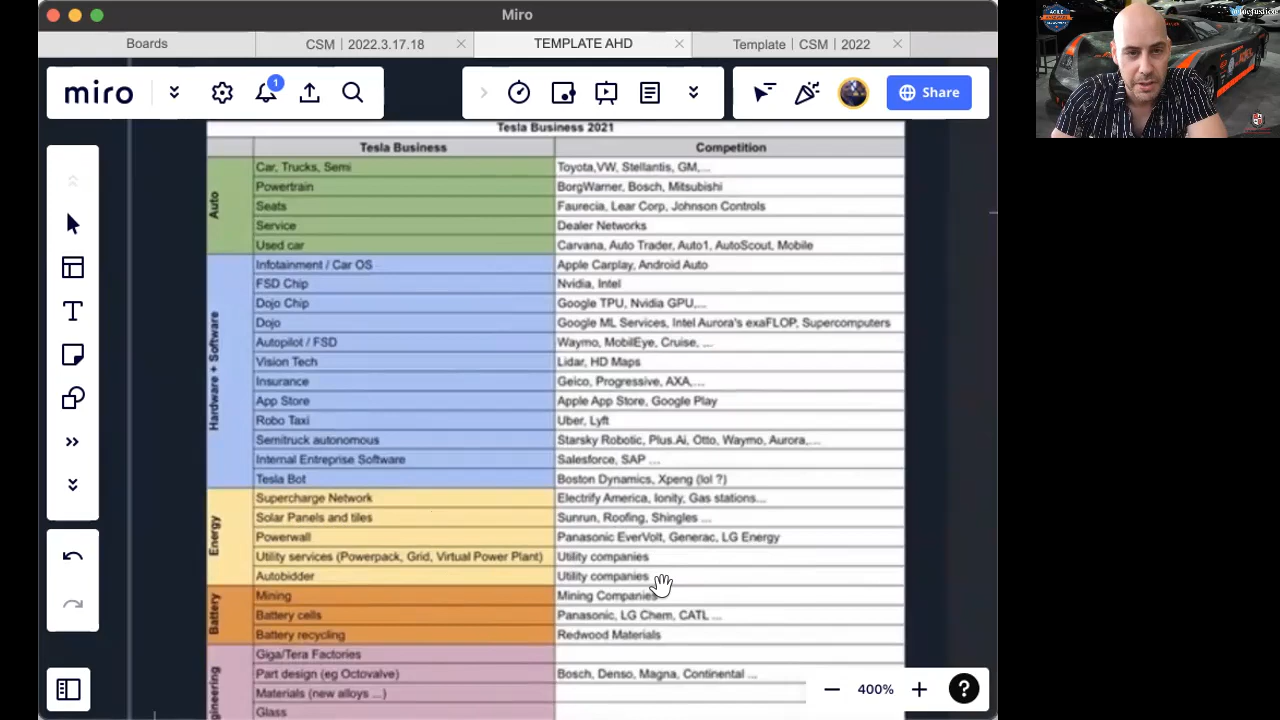 Miro
Boards
CSM | 2022.3.17.18
TEMPLATE AHD
Template | CSM | 2022
miro
1
Share
Tesla Business 2021
Tesla Business Competition
Auto
Car, Trucks, Semi Toyota,VW, Stellantis, GM,...
Powertrain BorgWarner, Bosch, Mitsubishi
Seats Faurecia, Lear Corp, Johnson Controls
Service Dealer Networks
Used car Carvana, Auto Trader, Auto1, AutoScout, Mobile
Hardware + Software
Infotainment / Car OS Apple Carplay, Android Auto
FSD Chip Nvidia, Intel
Dojo Chip Google TPU, Nvidia GPU,...
Dojo Google ML Services, Intel Aurora's exaFLOP, Supercomputers
Autopilot / FSD Waymo, MobilEye, Cruise, ...
Vision Tech Lidar, HD Maps
Insurance Geico, Progressive, AXA,...
App Store Apple App Store, Google Play
Robo Taxi Uber, Lyft
Semitruck autonomous Starsky Robotic, Plus.Ai, Otto, Waymo, Aurora,...
Internal Entreprise Software Salesforce, SAP ...
Tesla Bot Boston Dynamics, Xpeng (lol ?)
Energy
Supercharge Network Electrify America, Ionity, Gas stations...
Solar Panels and tiles Sunrun, Roofing, Shingles ...
Powerwall Panasonic EverVolt, Generac, LG Energy
Utility services (Powerpack, Grid, Virtual Power Plant) Utility companies
Autobidder Utility companies
Battery
Mining Mining Companies
Battery cells Panasonic, LG Chem, CATL ...
Battery recycling Redwood Materials
Giga/Tera Factories
Part design (eg Octovalve) Bosch, Denso, Magna, Continental ...
Materials (new alloys ...)
Glass
400%
?